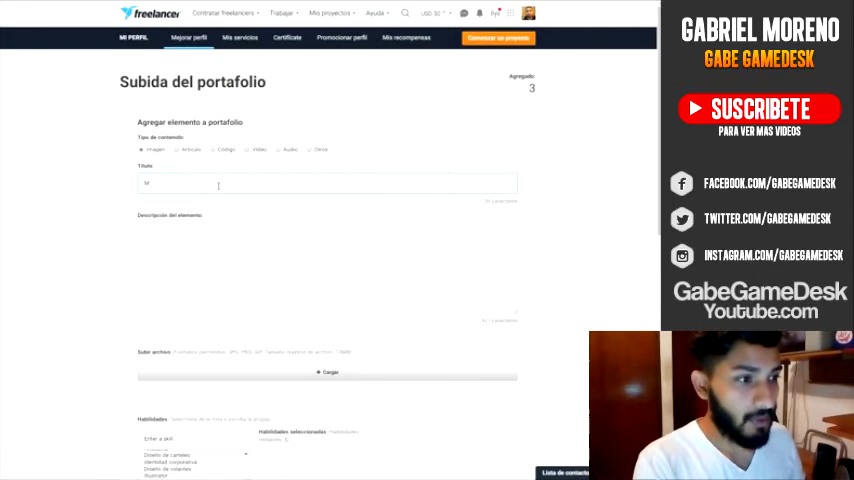 freelancer
Contratar freelancers
Trabajar
Mis proyectos
Ayuda
MI PERFIL
Mejorar perfil
Mis servicios
Certifícate
Promocionar perfil
Mis recompensas
Comenzar un proyecto
Subida del portafolio
Agregado:
3
Agregar elemento a portafolio
Tipo de contenido:
Imagen
Artículo
Código
Video
Audio
Otros
Título
M
Descripción del elemento:
Subir archivo
Cargar
Habilidades
Habilidades seleccionadas
Enter a skill
Diseño de carteles
Identidad corporativa
Diseño de volantes
Illustrator
Lista de contacto
GABRIEL MORENO
GABE GAMEDESK
SUSCRIBETE
PARA VER MAS VIDEOS
FACEBOOK.COM/GABEGAMEDESK
TWITTER.COM/GABEGAMEDESK
INSTAGRAM.COM/GABEGAMEDESK
GabeGameDesk
Youtube.com